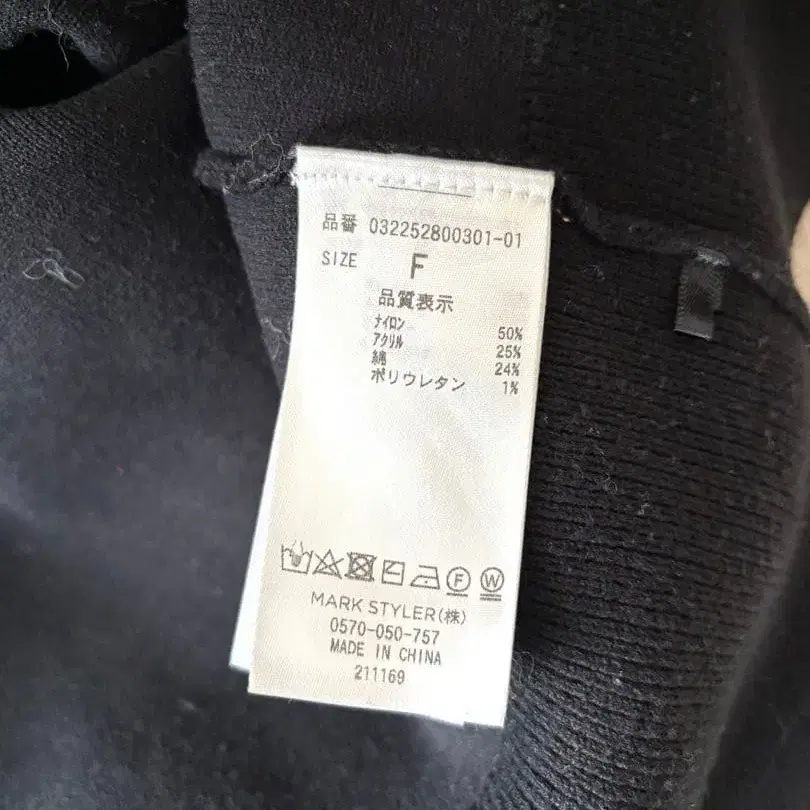 品番 032252800301-01
SIZE F
品質表示
ナイロン 50%
アクリル 25%
綿 24%
ポリウレタン 1%
F W
MARK STYLER(株)
0570-050-757
MADE IN CHINA
211169